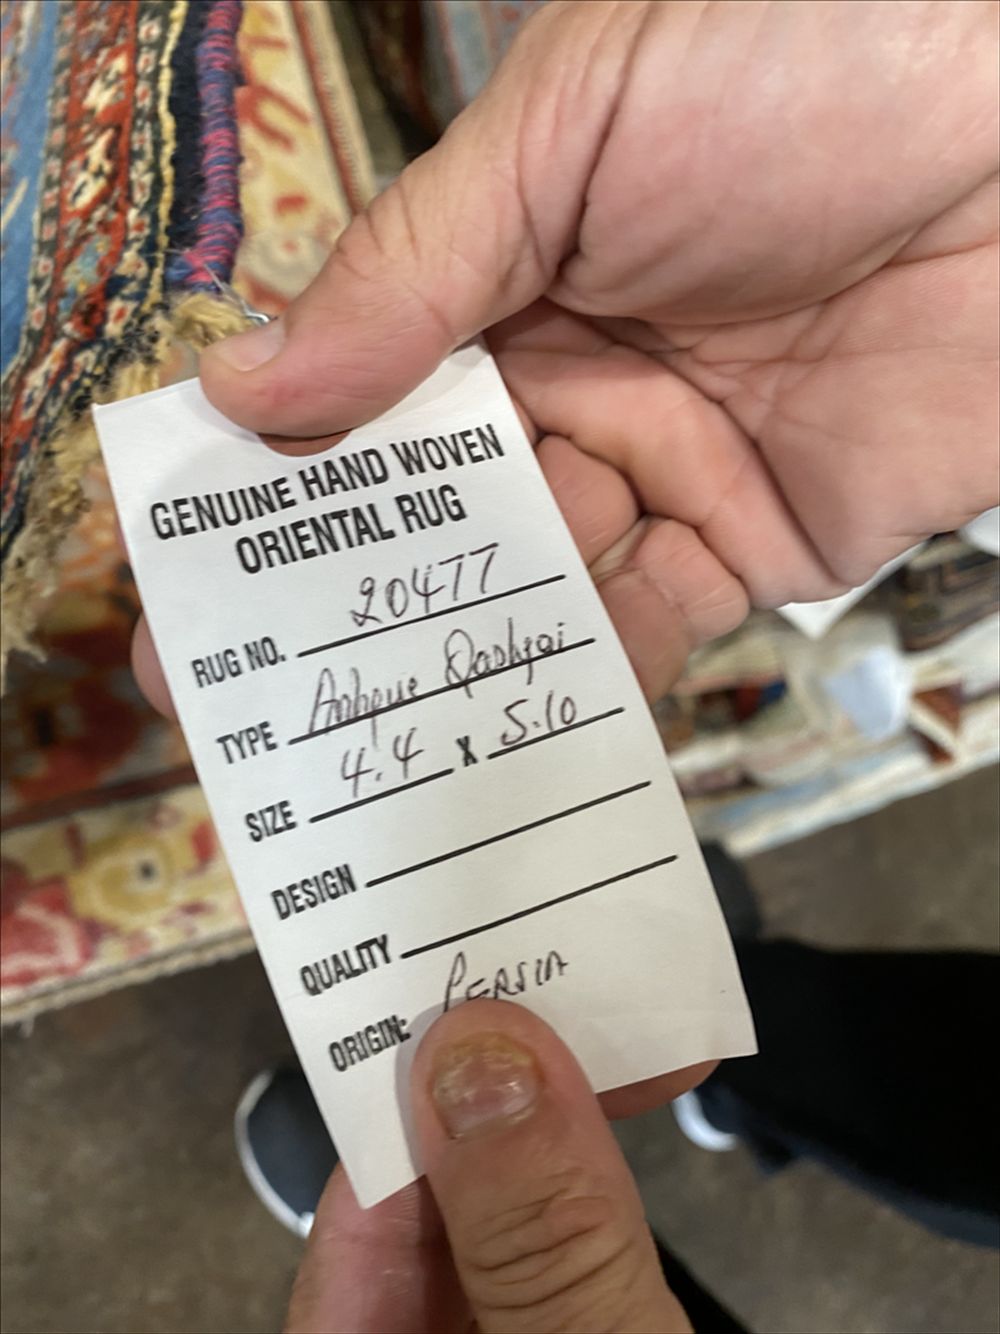 GENUINE HAND WOVEN
ORIENTAL RUG
RUG NO. 20477
TYPE Anhque Qashqai
SIZE 4.4 X 5.10
DESIGN
QUALITY
ORIGIN: PERSIA